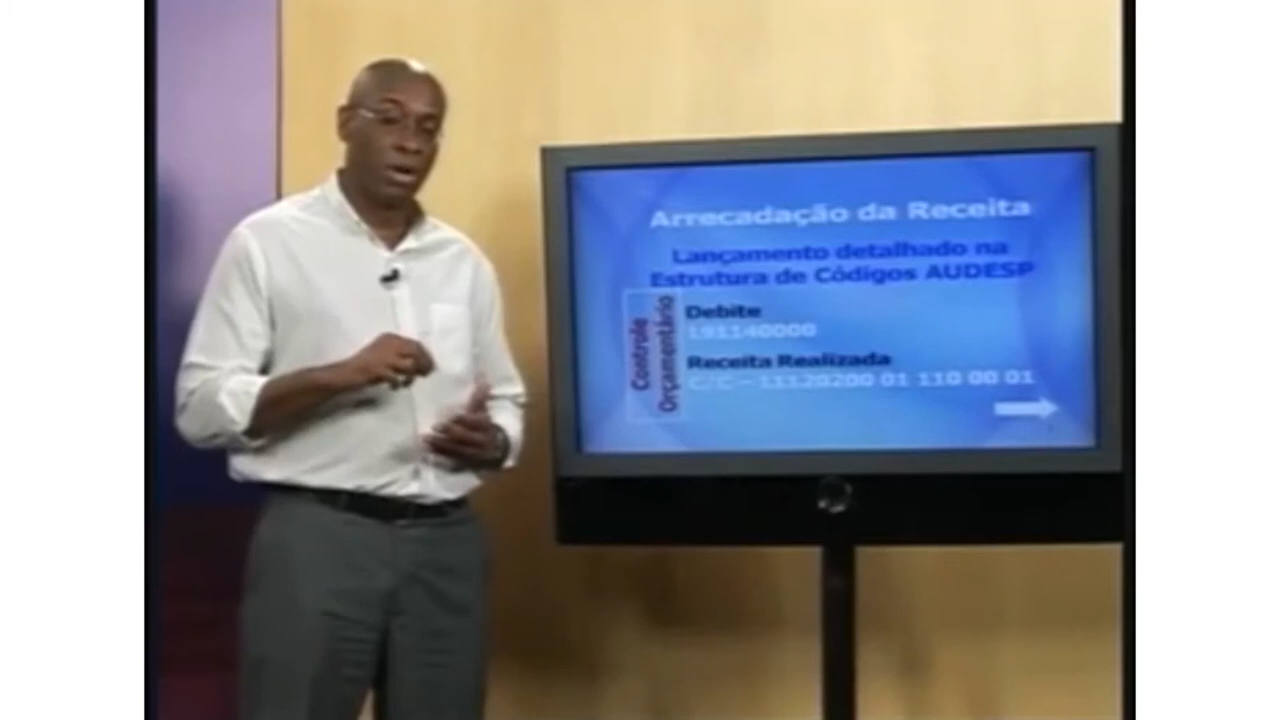 Arrecadação da Receita
Lançamento detalhado na
Estrutura de Códigos AUDESP
Controle
Orçamentário
Debite
191140000
Receita Realizada
C/C - 11120200 01 110 00 01